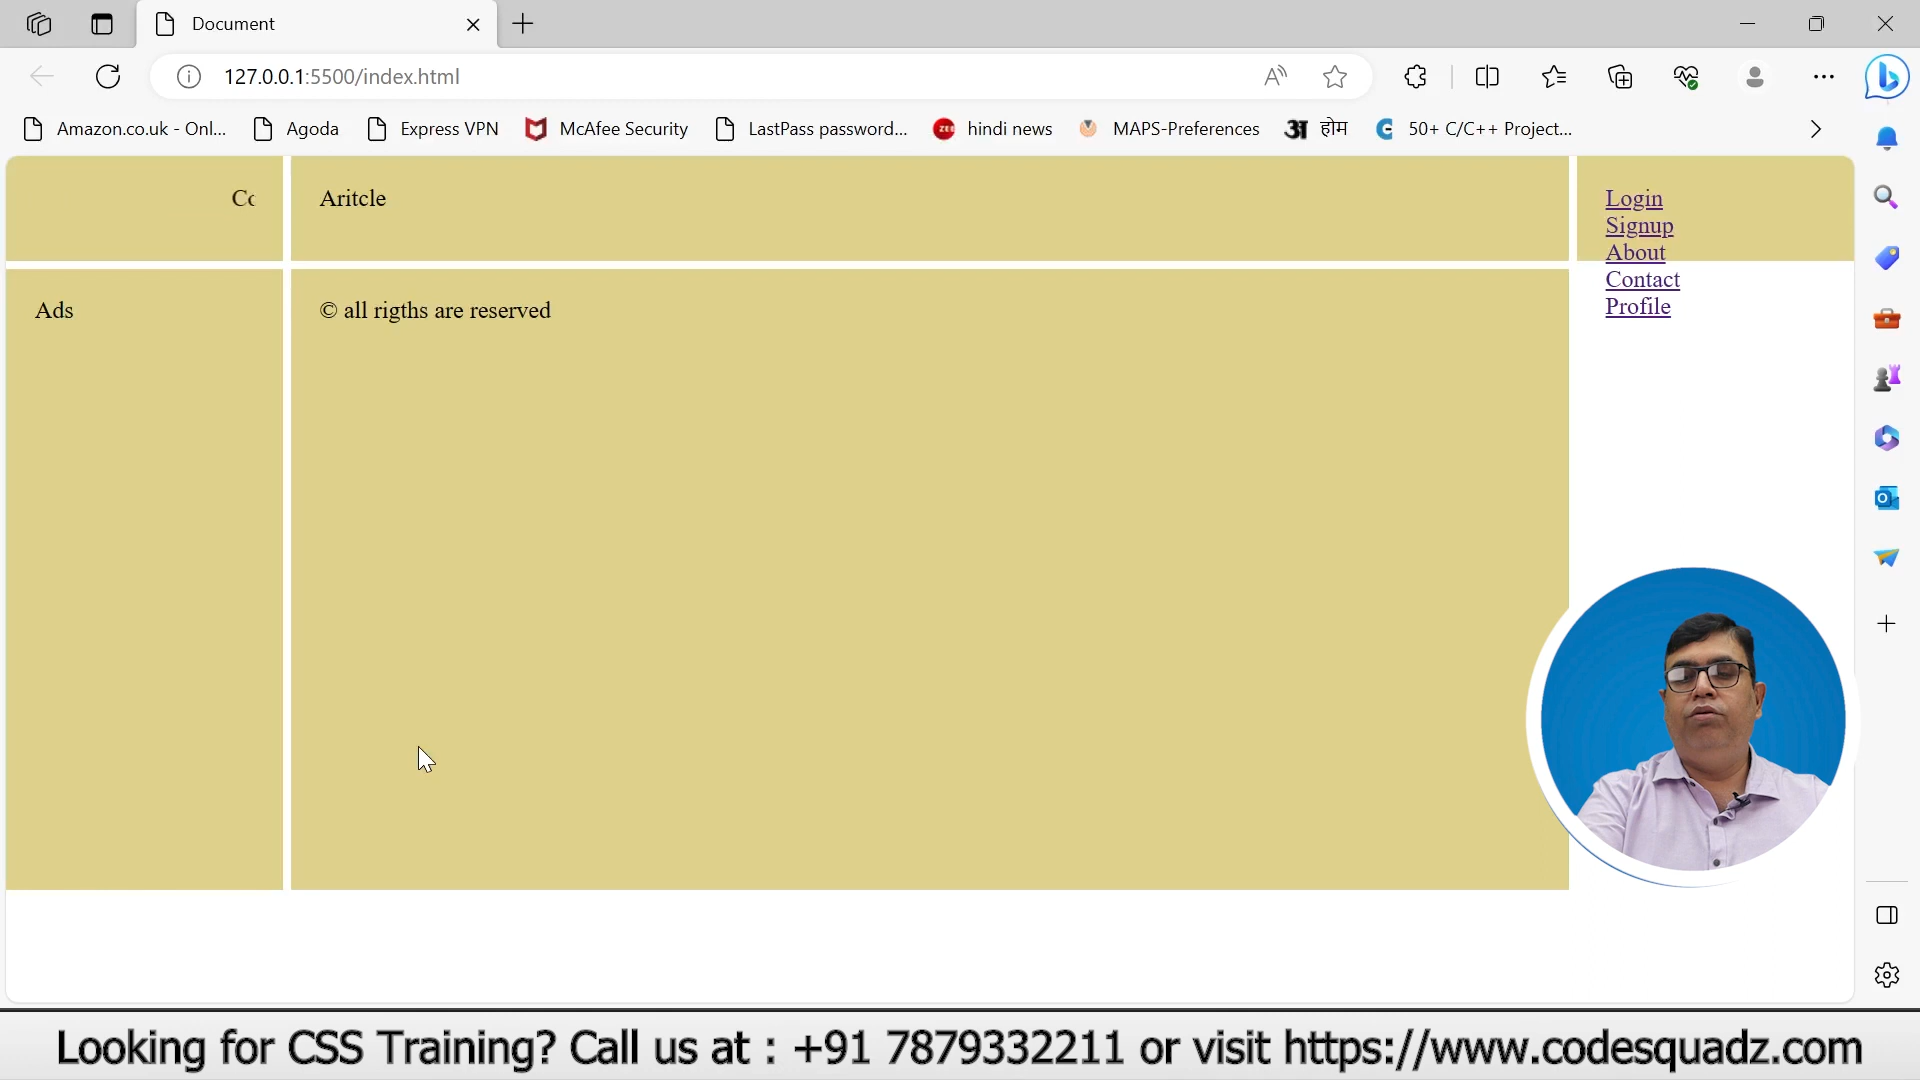 Document
127.0.0.1:5500/index.html
Amazon.co.uk - Onl...
Agoda
Express VPN
McAfee Security
LastPass password...
hindi news
MAPS-Preferences
होम
50+ C/C++ Project...
Cc
Aritcle
Login
Signup
About
Contact
Profile
Ads
© all rigths are reserved
Looking for CSS Training? Call us at : +91 7879332211 or visit https://www.codesquadz.com